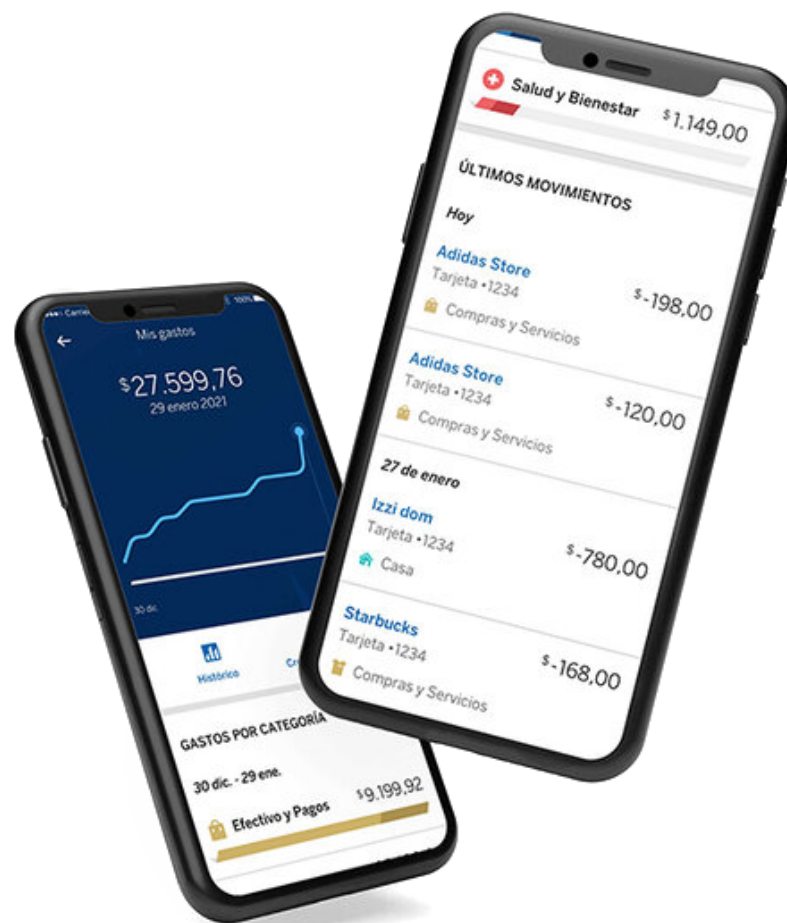 Carrier
100%
Mis gastos
$27.599,76
29 enero 2021
30 dic.
Histórico
GASTOS POR CATEGORÍA
30 dic. - 29 ene.
Efectivo y Pagos $9.199,92
Salud y Bienestar $1.149,00
ÚLTIMOS MOVIMIENTOS
Hoy
Adidas Store
Tarjeta •1234 $-198,00
Compras y Servicios
Adidas Store
Tarjeta •1234 $-120,00
Compras y Servicios
27 de enero
Izzi dom
Tarjeta •1234 $-780,00
Casa
Starbucks
Tarjeta •1234 $-168,00
Compras y Servicios